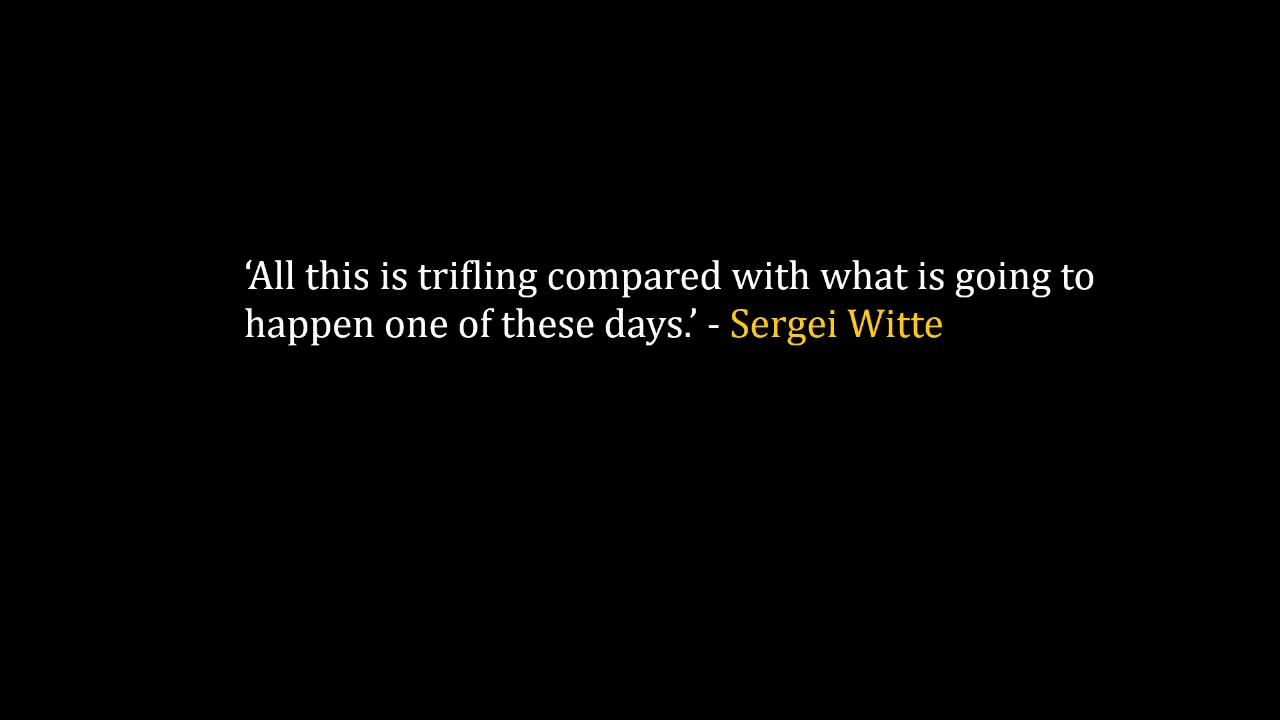 ‘All this is trifling compared with what is going to
happen one of these days.’ - Sergei Witte